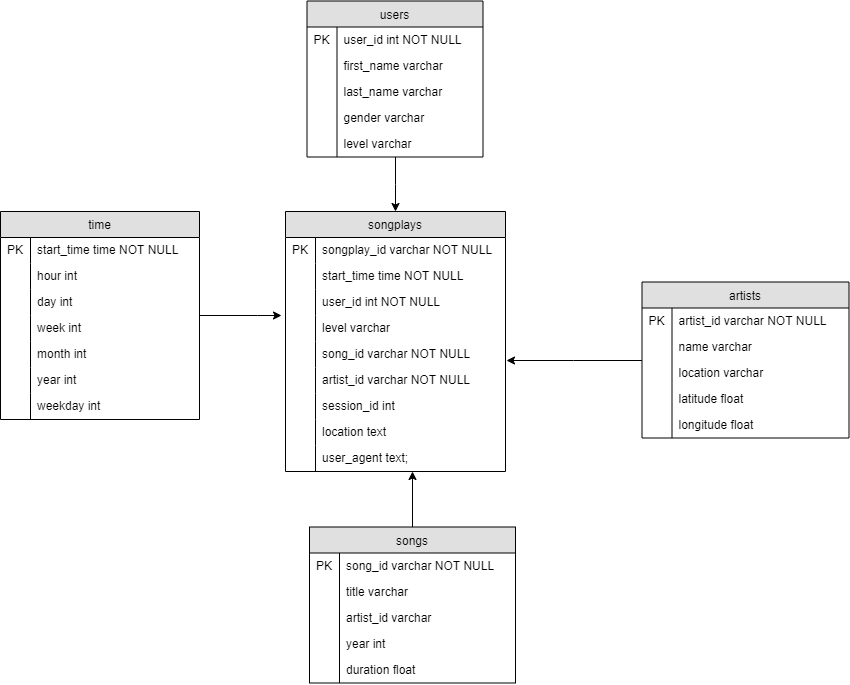 users
PK user_id int NOT NULL
first_name varchar
last_name varchar
gender varchar
level varchar
time
PK start_time time NOT NULL
hour int
day int
week int
month int
year int
weekday int
songplays
PK songplay_id varchar NOT NULL
start_time time NOT NULL
user_id int NOT NULL
level varchar
song_id varchar NOT NULL
artist_id varchar NOT NULL
session_id int
location text
user_agent text;
artists
PK artist_id varchar NOT NULL
name varchar
location varchar
latitude float
longitude float
songs
PK song_id varchar NOT NULL
title varchar
artist_id varchar
year int
duration float